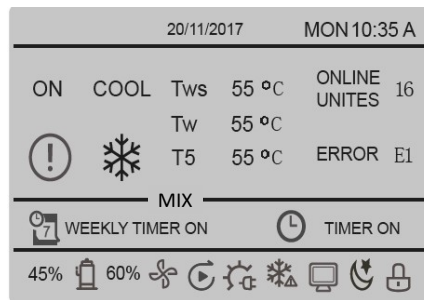 20/11/2017 MON 10:35 A
ON COOL Tws 55 °C ONLINE UNITES 16
Tw 55 °C
T5 55 °C ERROR E1
MIX
7 WEEKLY TIMER ON TIMER ON
45% 60%